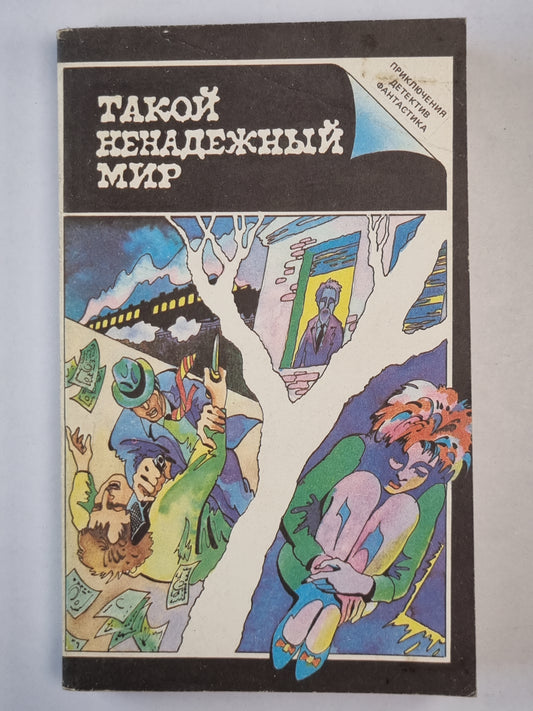 ТАКОЙ
НЕНАДЕЖНЫЙ
МИР
ПРИКЛЮЧЕНИЯ
ДЕТЕКТИВ
ФАНТАСТИКА